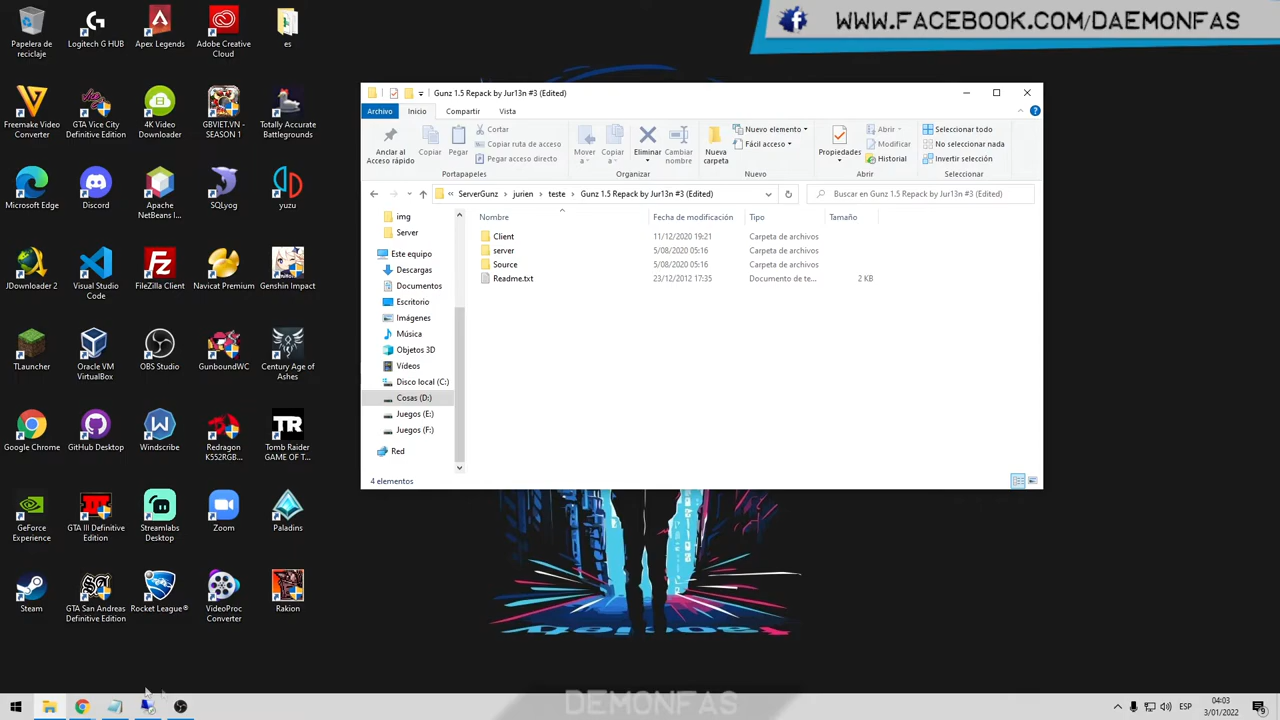 WWW.FACEBOOK.COM/DAEMONFAS
Papelera de reciclaje
Logitech G HUB
Apex Legends
Adobe Creative Cloud
es
Freemake Video Converter
GTA Vice City Definitive Edition
4K Video Downloader
GBVIET.VN - SEASON 1
Totally Accurate Battlegrounds
Microsoft Edge
Discord
Apache NetBeans I...
SQLyog
yuzu
JDownloader 2
Visual Studio Code
FileZilla Client
Navicat Premium
Genshin Impact
TLauncher
Oracle VM VirtualBox
OBS Studio
GunboundWC
Century Age of Ashes
Google Chrome
GitHub Desktop
Windscribe
Redragon K552RGB...
Tomb Raider GAME OF T...
GeForce Experience
GTA III Definitive Edition
Streamlabs Desktop
Zoom
Paladins
Steam
GTA San Andreas Definitive Edition
Rocket League®
VideoProc Converter
Rakion
Gunz 1.5 Repack by Jur13n #3 (Edited)
Archivo Inicio Compartir Vista
Anclar al Acceso rápido
Copiar
Pegar
Cortar
Copiar ruta de acceso
Pegar acceso directo
Portapapeles
Mover a
Copiar a
Eliminar
Cambiar nombre
Organizar
Nueva carpeta
Nuevo elemento
Fácil acceso
Nuevo
Propiedades
Abrir
Modificar
Historial
Abrir
Seleccionar todo
No seleccionar nada
Invertir selección
Seleccionar
« ServerGunz > jurien > teste > Gunz 1.5 Repack by Jur13n #3 (Edited)
Buscar en Gunz 1.5 Repack by Jur13n #3 (Edited)
img
Server
Este equipo
Descargas
Documentos
Escritorio
Imágenes
Música
Objetos 3D
Vídeos
Disco local (C:)
Cosas (D:)
Juegos (E:)
Juegos (F:)
Red
Nombre Fecha de modificación Tipo Tamaño
Client 11/12/2020 19:21 Carpeta de archivos
server 5/08/2020 05:16 Carpeta de archivos
Source 5/08/2020 05:16 Carpeta de archivos
Readme.txt 23/12/2012 17:35 Documento de te... 2 KB
4 elementos
DEMONFAS
ESP
04:03
3/01/2022
9